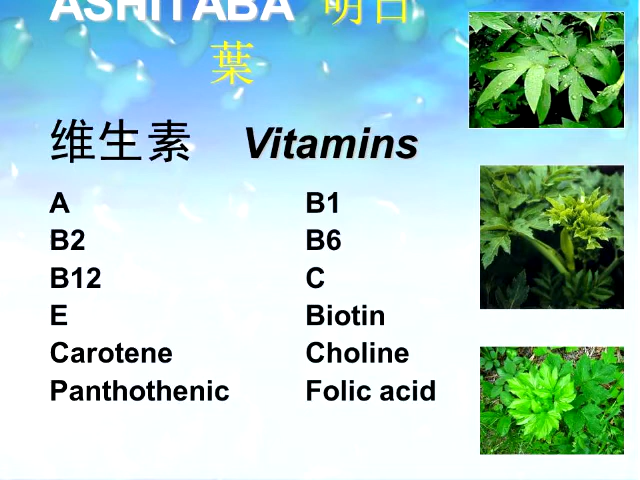 ASHITABA 明日
葉
维生素 Vitamins
A B1
B2 B6
B12 C
E Biotin
Carotene Choline
Panthothenic Folic acid